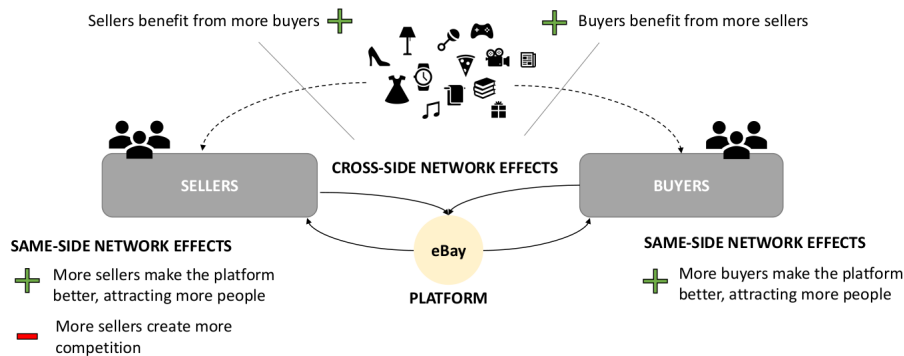 Sellers benefit from more buyers
Buyers benefit from more sellers
CROSS-SIDE NETWORK EFFECTS
SELLERS
BUYERS
eBay
PLATFORM
SAME-SIDE NETWORK EFFECTS
More sellers make the platform
better, attracting more people
More sellers create more
competition
SAME-SIDE NETWORK EFFECTS
More buyers make the platform
better, attracting more people